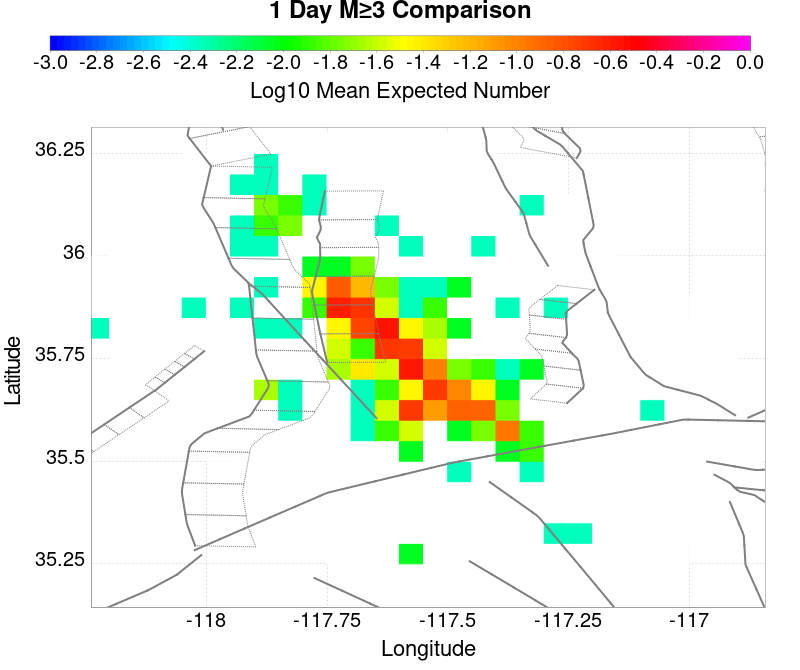 1 Day M≥3 Comparison
-3.0 -2.8 -2.6 -2.4 -2.2 -2.0 -1.8 -1.6 -1.4 -1.2 -1.0 -0.8 -0.6 -0.4 -0.2 0.0
Log10 Mean Expected Number
36.25
36
35.75
35.5
35.25
Latitude
-118 -117.75 -117.5 -117.25 -117
Longitude